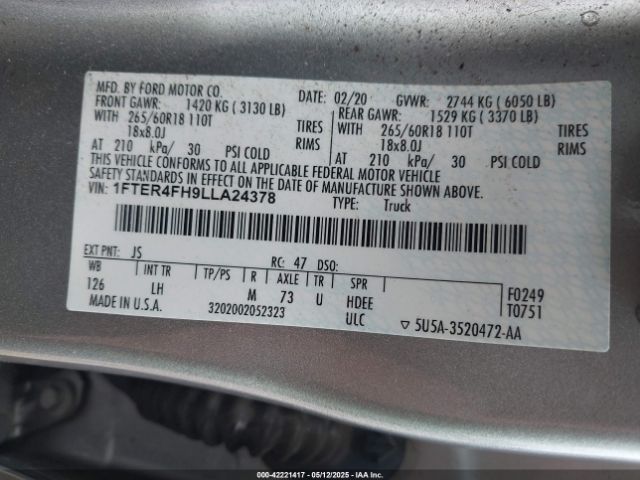 MFD. BY FORD MOTOR CO. DATE: 02/20 GVWR: 2744 KG ( 6050 LB)
FRONT GAWR: 1420 KG ( 3130 LB) REAR GAWR: 1529 KG ( 3370 LB)
WITH 265/60R18 110T TIRES WITH 265/60R18 110T TIRES
18x8.0J RIMS 18x8.0J RIMS
AT 210 kPa/ 30 PSI COLD AT 210 kPa/ 30 PSI COLD
THIS VEHICLE CONFORMS TO ALL APPLICABLE FEDERAL MOTOR VEHICLE
SAFETY STANDARDS IN EFFECT ON THE DATE OF MANUFACTURE SHOWN ABOVE.
VIN: 1FTER4FH9LLA24378 TYPE: Truck
EXT PNT: JS RC: 47 DSO:
WB INT TR TP/PS R AXLE TR SPR
126 LH M 73 U HDEE F0249
ULC T0751
MADE IN U.S.A. 3202002052323 ▽ 5U5A-3520472-AA
000-42221417 05/12/2025 IAA Inc.